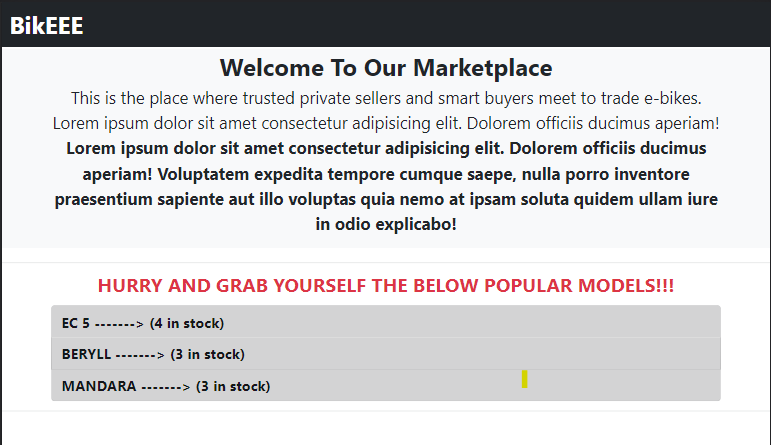 BikEEE
Welcome To Our Marketplace
This is the place where trusted private sellers and smart buyers meet to trade e-bikes.
Lorem ipsum dolor sit amet consectetur adipisicing elit. Dolorem officiis ducimus aperiam!
Lorem ipsum dolor sit amet consectetur adipisicing elit. Dolorem officiis ducimus
aperiam! Voluptatem expedita tempore cumque saepe, nulla porro inventore
praesentium sapiente aut illo voluptas quia nemo at ipsam soluta quidem ullam iure
in odio explicabo!
HURRY AND GRAB YOURSELF THE BELOW POPULAR MODELS!!!
EC 5 -------> (4 in stock)
BERYLL -------> (3 in stock)
MANDARA -------> (3 in stock)